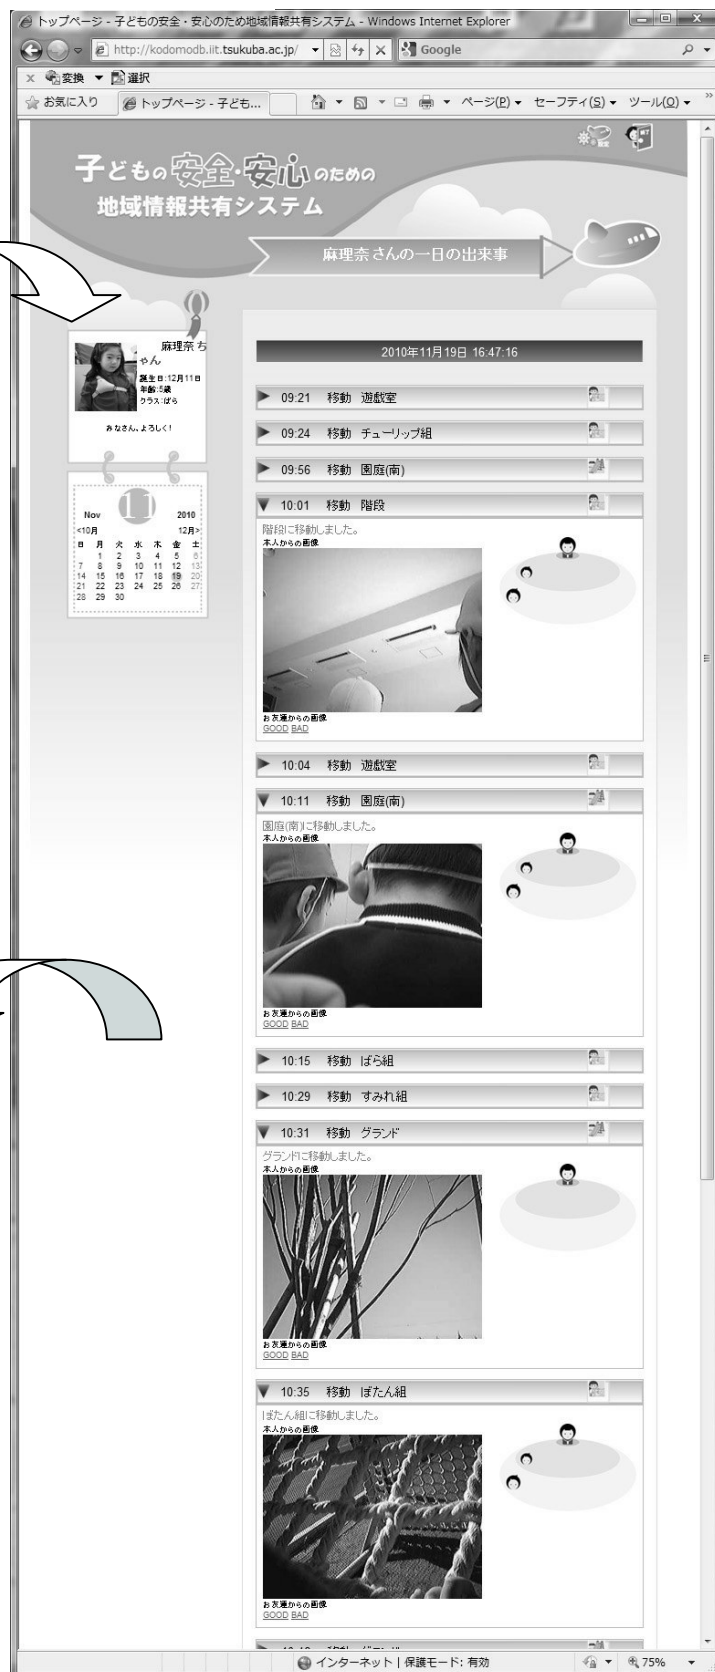 トップページ - 子どもの安全・安心のため地域情報共有システム - Windows Internet Explorer
http://kodomodb.iit.tsukuba.ac.jp/
Google
x 変換 ▼ 選択
お気に入り
トップページ - 子ども...
ページ(P) ▼ セーフティ(S) ▼ ツール(O) ▼ »
子どもの安全・安心のための
地域情報共有システム
麻理奈さんの一日の出来事
麻理奈ち
ゃん
誕生日:12月11日
年齢:5歳
クラス:ばら
みなさん、よろしく!
Nov 11 2010
<10月 12月>
日 月 火 水 木 金 土
1 2 3 4 5 6
7 8 9 10 11 12 13
14 15 16 17 18 19 20
21 22 23 24 25 26 27
28 29 30
2010年11月19日 16:47:16
▶ 09:21 移動 遊戯室
▶ 09:24 移動 チューリップ組
▶ 09:56 移動 園庭(南)
▼ 10:01 移動 階段
階段に移動しました。
本人からの画像
お友達からの画像
GOOD BAD
▶ 10:04 移動 遊戯室
▼ 10:11 移動 園庭(南)
園庭(南)に移動しました。
本人からの画像
お友達からの画像
GOOD BAD
▶ 10:15 移動 ばら組
▶ 10:29 移動 すみれ組
▼ 10:31 移動 グランド
グランドに移動しました。
本人からの画像
お友達からの画像
GOOD BAD
▼ 10:35 移動 ぼたん組
ぼたん組に移動しました。
本人からの画像
お友達からの画像
GOOD BAD
インターネット | 保護モード: 有効
75% ▼